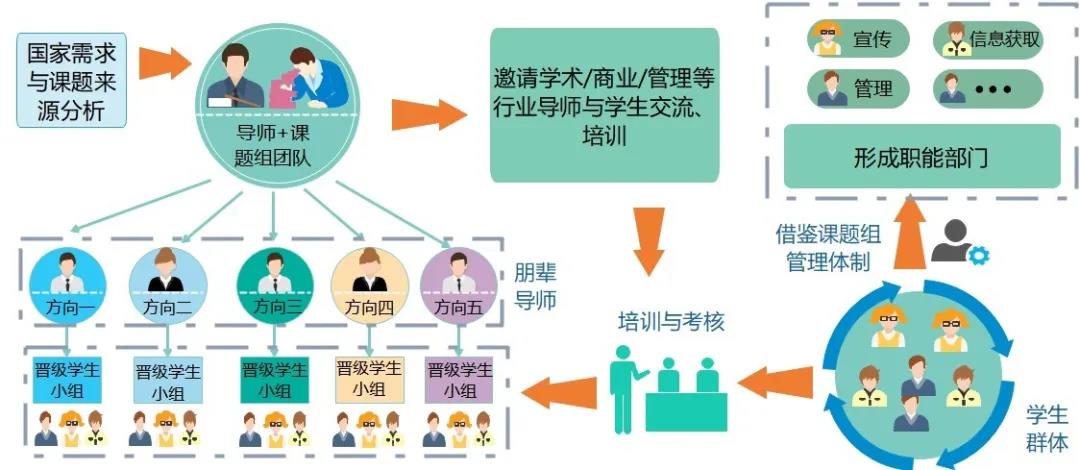 国家需求
与课题来
源分析
导师+课
题组团队
邀请学术/商业/管理等
行业导师与学生交流、
培训
宣传
信息获取
管理
•••
形成职能部门
借鉴课题组
管理体制
方向一
方向二
方向三
方向四
方向五
朋辈
导师
培训与考核
晋级学生
小组
晋级学生
小组
晋级学生
小组
晋级学生
小组
晋级学生
小组
学生
群体